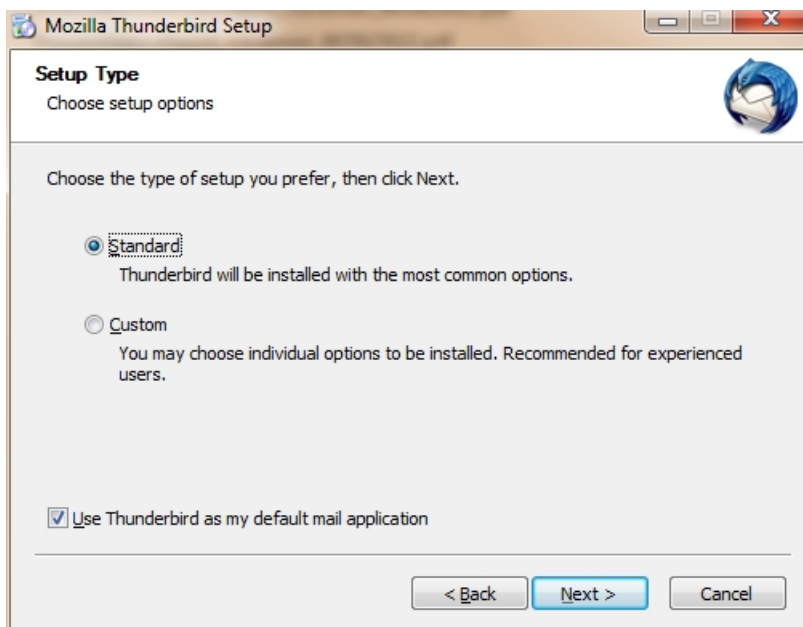 Mozilla Thunderbird Setup
Setup Type
Choose setup options
Choose the type of setup you prefer, then click Next.
Standard
Thunderbird will be installed with the most common options.
Custom
You may choose individual options to be installed. Recommended for experienced
users.
Use Thunderbird as my default mail application
< Back
Next >
Cancel